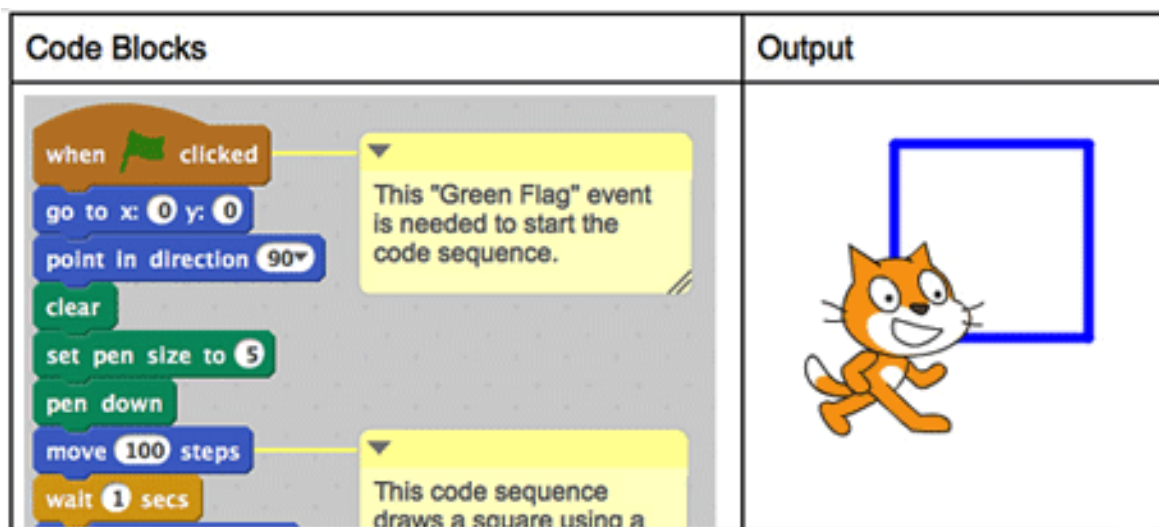 Code Blocks
Output
when clicked
go to x: 0 y: 0
point in direction 90
clear
set pen size to 5
pen down
move 100 steps
wait 1 secs
This "Green Flag" event
is needed to start the
code sequence.
This code sequence
draws a square using a